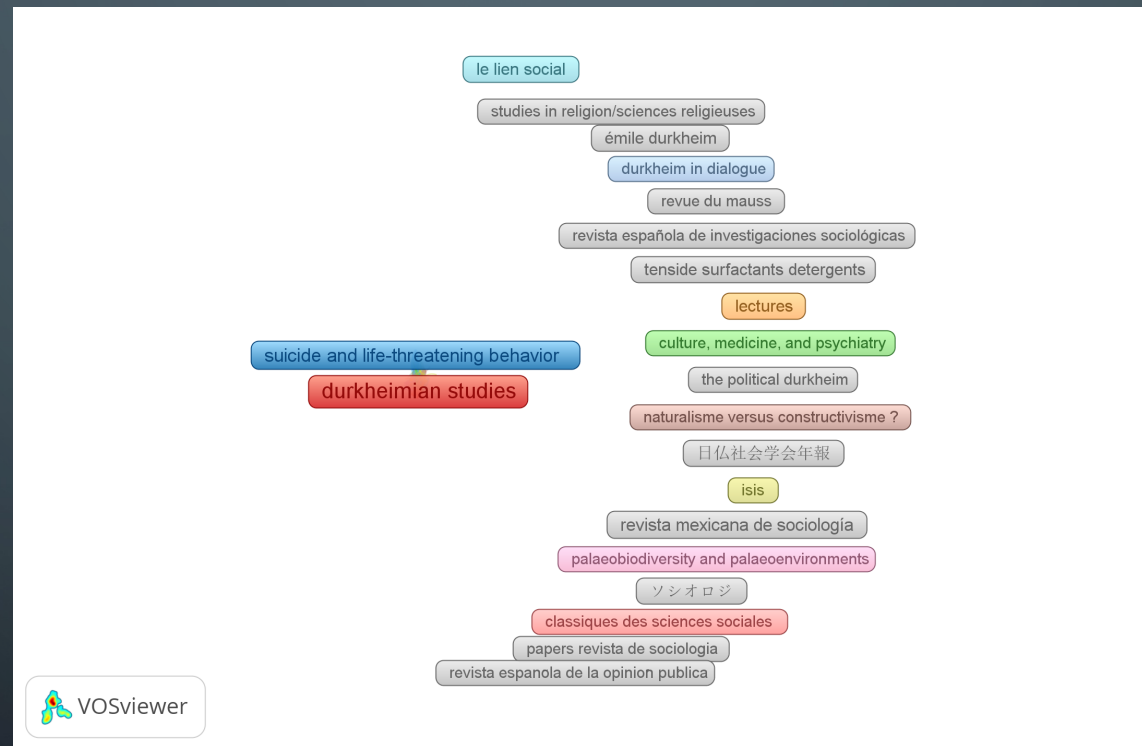 le lien social
studies in religion/sciences religieuses
émile durkheim
durkheim in dialogue
revue du mauss
revista española de investigaciones sociológicas
tenside surfactants detergents
lectures
culture, medicine, and psychiatry
suicide and life-threatening behavior
the political durkheim
durkheimian studies
naturalisme versus constructivisme ?
日仏社会学会年報
isis
revista mexicana de sociología
palaeobiodiversity and palaeoenvironments
ソシオロジ
classiques des sciences sociales
papers revista de sociologia
revista espanola de la opinion publica
VOSviewer